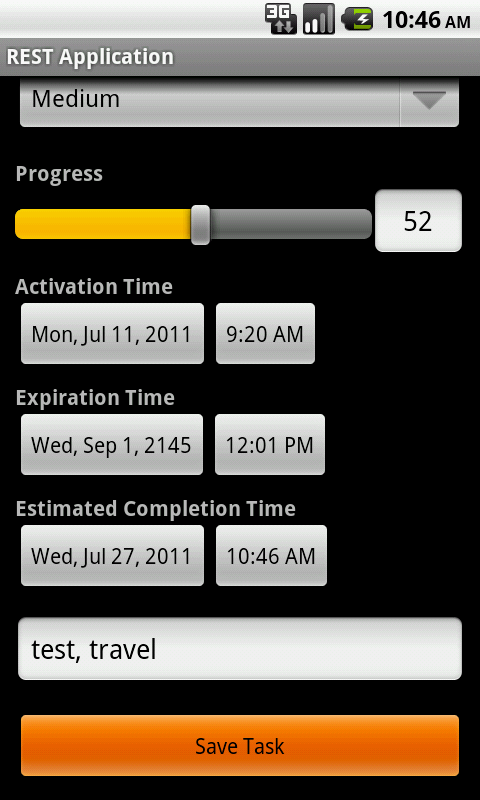 3G 10:46 AM
REST Application
Medium
Progress
52
Activation Time
Mon, Jul 11, 2011 9:20 AM
Expiration Time
Wed, Sep 1, 2145 12:01 PM
Estimated Completion Time
Wed, Jul 27, 2011 10:46 AM
test, travel
Save Task